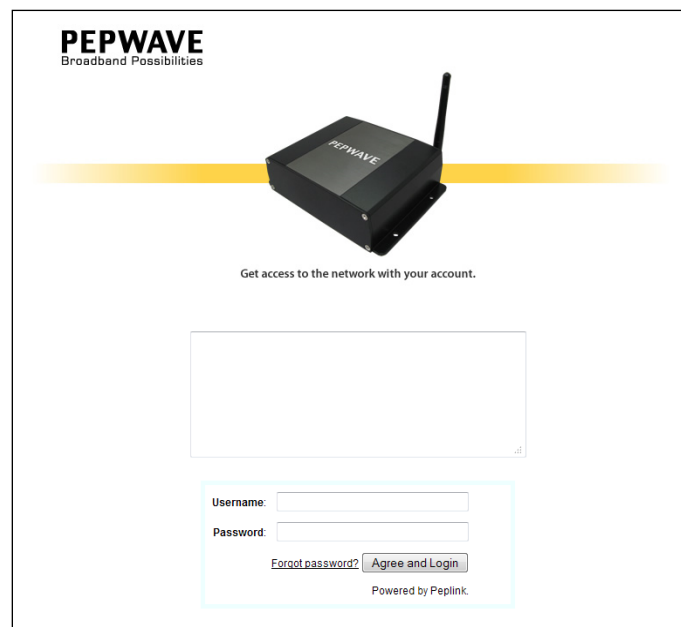 PEPWAVE
Broadband Possibilities
PEPWAVE
Get access to the network with your account.
Username:
Password:
Forgot password? Agree and Login
Powered by Peplink.